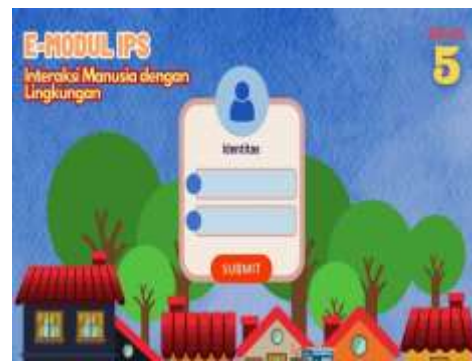 E-MODUL IPS
Interaksi Manusia dengan
Lingkungan
5
Identitas
SUBMIT